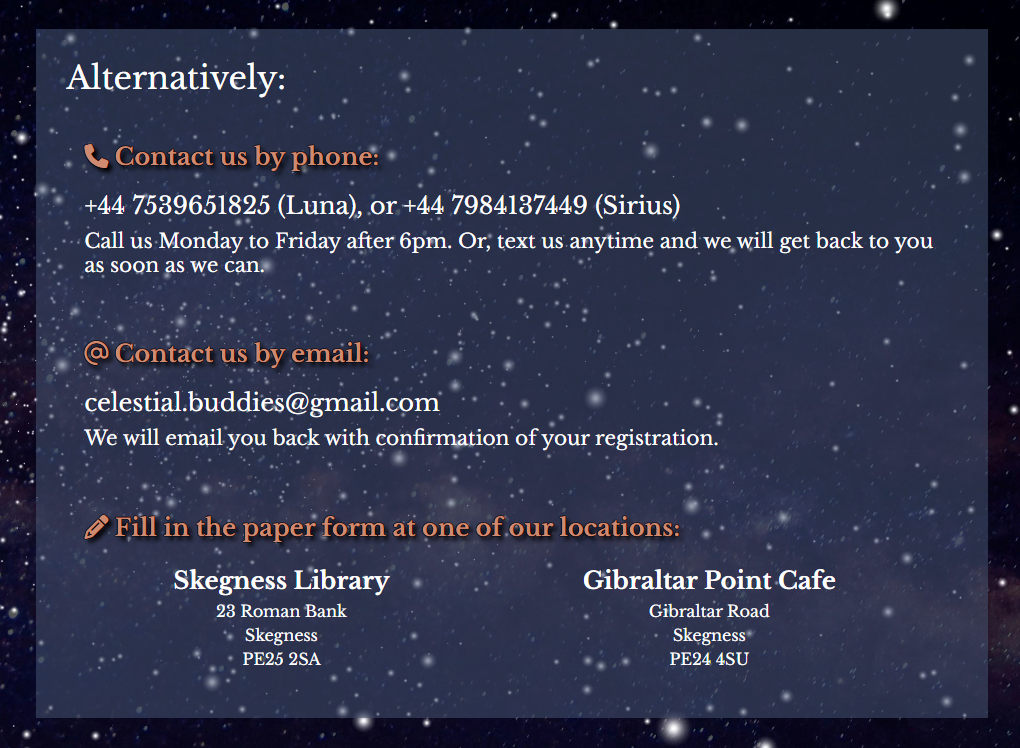 Alternatively:
Contact us by phone:
+44 7539651825 (Luna), or +44 7984137449 (Sirius)
Call us Monday to Friday after 6pm. Or, text us anytime and we will get back to you
as soon as we can.
@ Contact us by email:
celestial.buddies@gmail.com
We will email you back with confirmation of your registration.
Fill in the paper form at one of our locations:
Skegness Library
23 Roman Bank
Skegness
PE25 2SA
Gibraltar Point Cafe
Gibraltar Road
Skegness
PE24 4SU